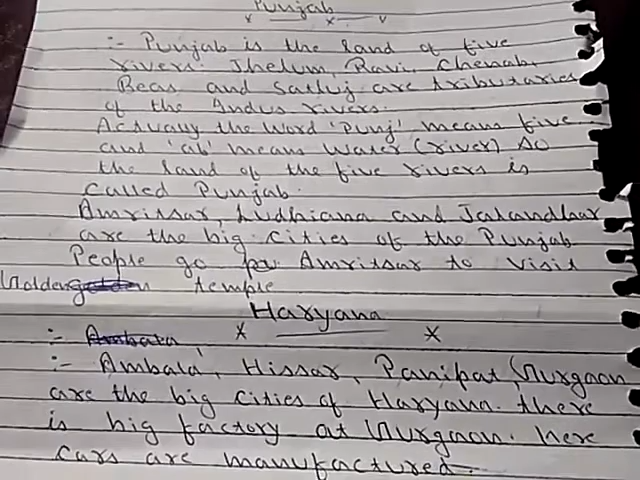 Punjab
:- Punjab is the land of five
rivers. Jhelum, Ravi, Chenab,
Beas and Satluj are tributaries
of the Indus rivers.
Actually the word 'Punj' means five
and 'ab' means water (river) So
the land of the five rivers is
called Punjab.
Amritsar, Ludhiana and Jalandhar
are the big cities of the Punjab
People go for Amritsar to visit
Golden temple
Haryana
:- Ambala
:- Ambala, Hissar, Panipat, Gurgaon
are the big cities of Haryana. there
is big factory at Gurgaon. here
cars are manufactured.